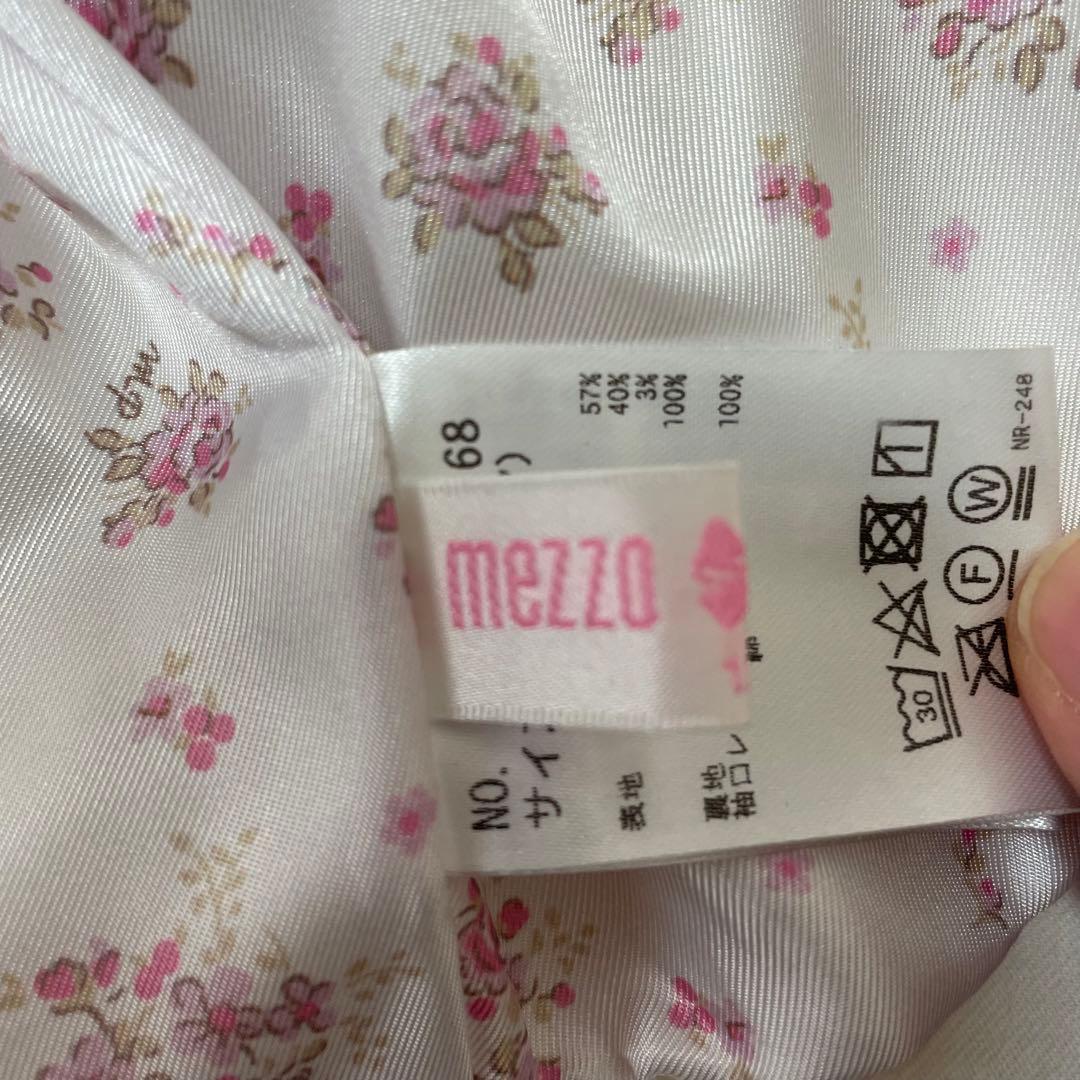 mezzo
NO. 68
サイ )
57%
表地 40%
3%
100%
裏地
袖口レ 100%
30
F
W
NR-248